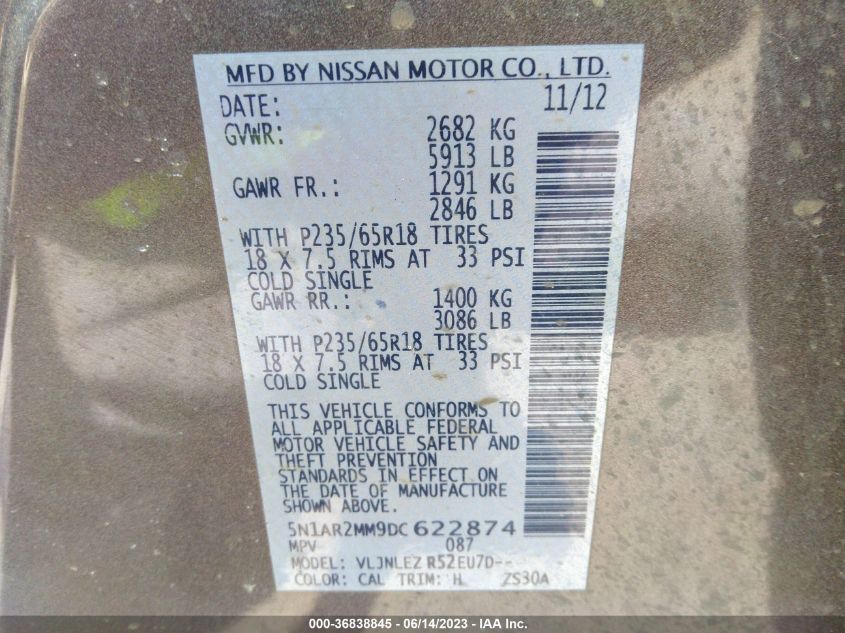 MFD BY NISSAN MOTOR CO., LTD.
DATE: 11/12
GVWR: 2682 KG
5913 LB
GAWR FR.: 1291 KG
2846 LB
WITH P235/65R18 TIRES
18 X 7.5 RIMS AT 33 PSI
COLD SINGLE
GAWR RR.: 1400 KG
3086 LB
WITH P235/65R18 TIRES
18 X 7.5 RIMS AT 33 PSI
COLD SINGLE
THIS VEHICLE CONFORMS TO
ALL APPLICABLE FEDERAL
MOTOR VEHICLE SAFETY AND
THEFT PREVENTION
STANDARDS IN EFFECT ON
THE DATE OF MANUFACTURE
SHOWN ABOVE.
5N1AR2MM9DC 622874
MPV 087
MODEL: VLJNLEZ R52EU7D--
COLOR: CAL TRIM: H ZS30A
000-36838845 - 06/14/2023 - IAA Inc.